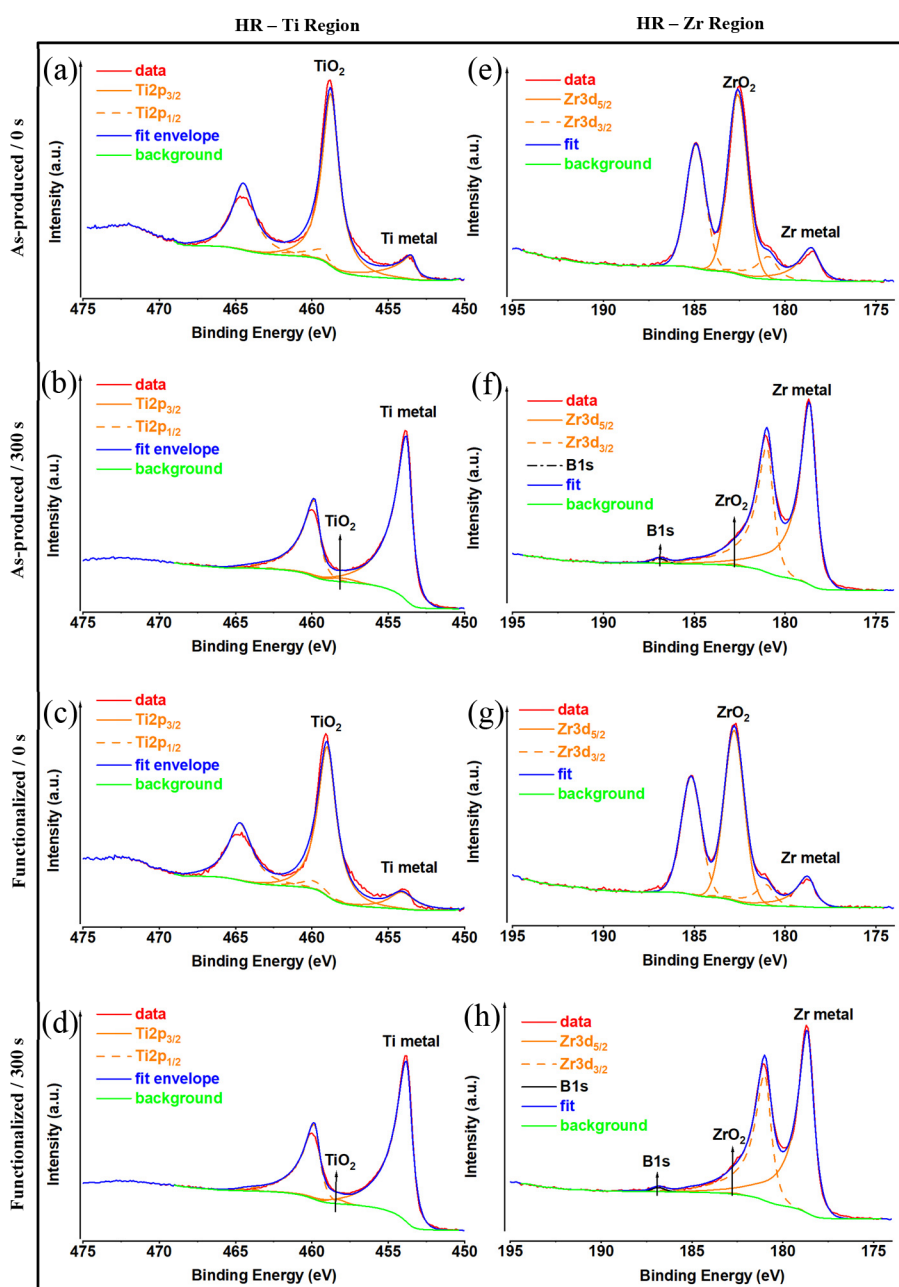 HR – Ti Region
HR – Zr Region
As-produced / 0 s
(a)
data
Ti2p3/2
Ti2p1/2
fit envelope
background
TiO2
Ti metal
Intensity (a.u.)
475 470 465 460 455 450
Binding Energy (eV)
(e)
data
Zr3d5/2
Zr3d3/2
fit
background
ZrO2
Zr metal
Intensity (a.u.)
195 190 185 180 175
Binding Energy (eV)
As-produced / 300 s
(b)
data
Ti2p3/2
Ti2p1/2
fit envelope
background
Ti metal
TiO2
Intensity (a.u.)
475 470 465 460 455 450
Binding Energy (eV)
(f)
data
Zr3d5/2
Zr3d3/2
B1s
fit
background
Zr metal
ZrO2
B1s
Intensity (a.u.)
195 190 185 180 175
Binding Energy (eV)
Functionalized / 0s
(c)
data
Ti2p3/2
Ti2p1/2
fit envelope
background
TiO2
Ti metal
Intensity (a.u.)
475 470 465 460 455 450
Binding Energy (eV)
(g)
data
Zr3d5/2
Zr3d3/2
fit
background
ZrO2
Zr metal
Intensity (a.u.)
195 190 185 180 175
Binding Energy (eV)
Functionalized / 300s
(d)
data
Ti2p3/2
Ti2p1/2
fit envelope
background
Ti metal
TiO2
Intensity (a.u.)
475 470 465 460 455 450
Binding Energy (eV)
(h)
data
Zr3d5/2
Zr3d3/2
B1s
fit
background
Zr metal
ZrO2
B1s
Intensity (a.u.)
195 190 185 180 175
Binding Energy (eV)